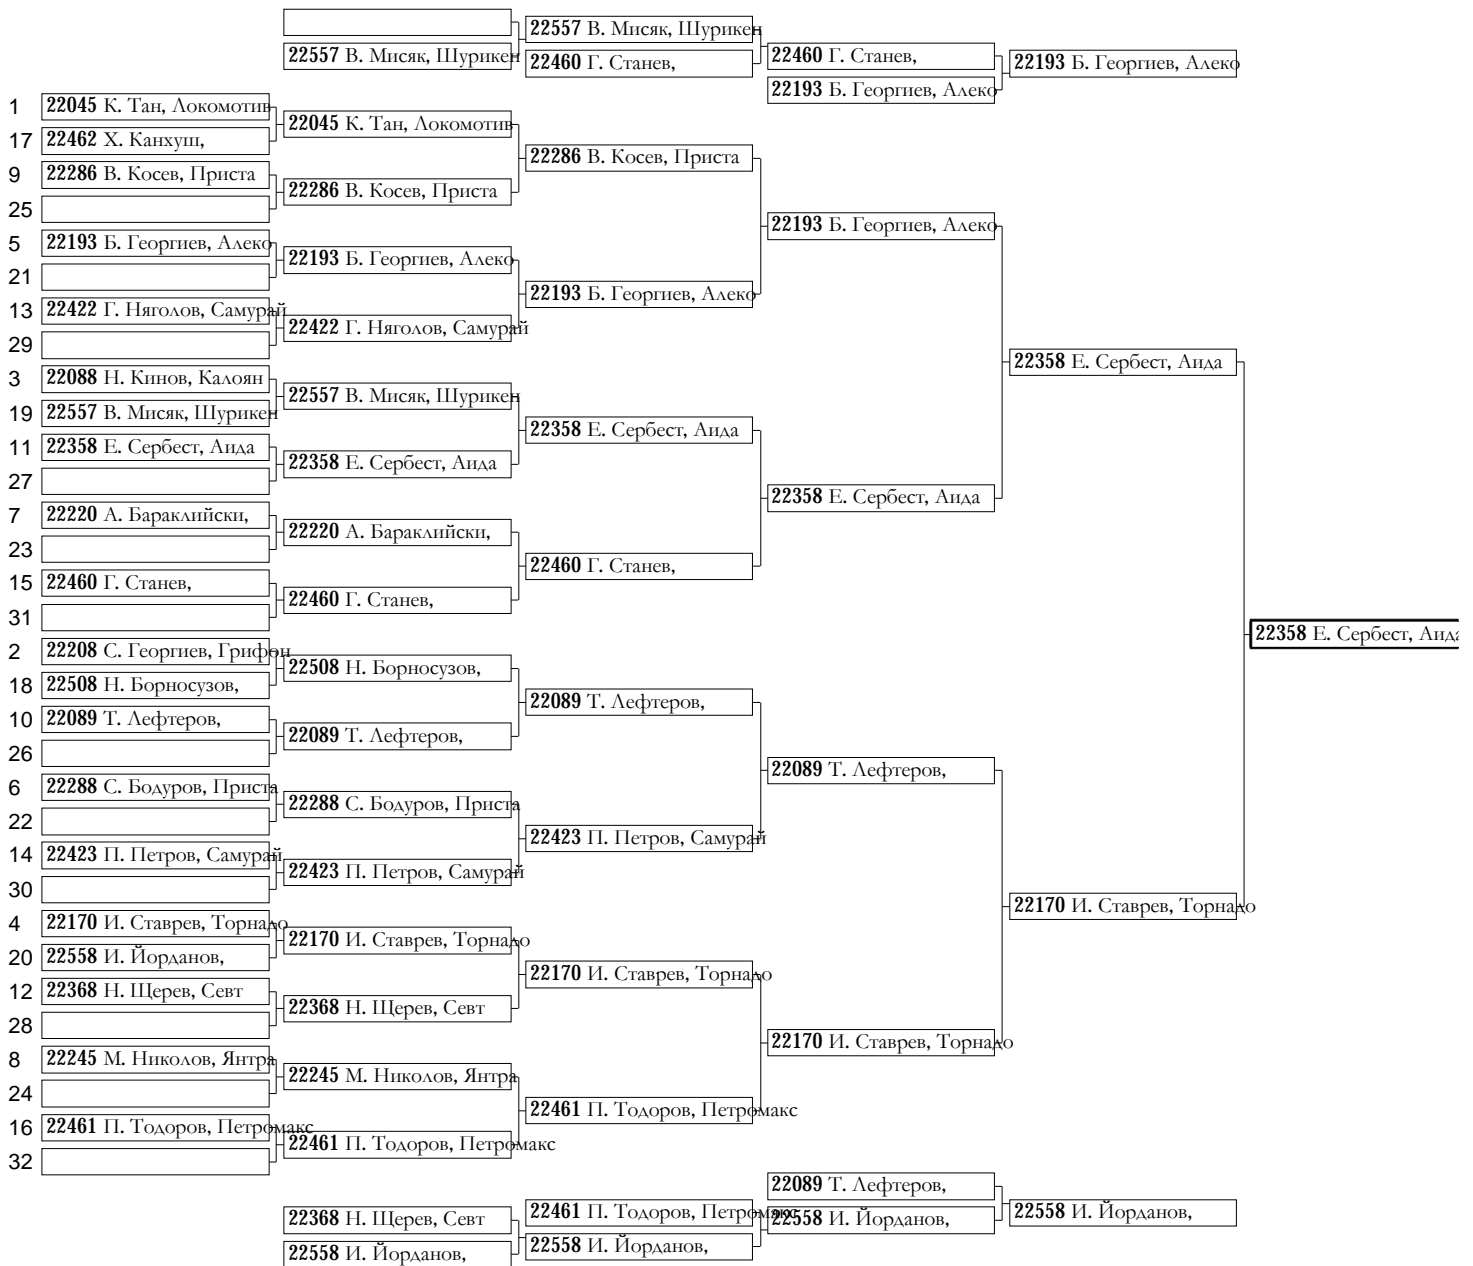 22557 В. Мисяк, Шурикен
22557 В. Мисяк, Шурикен
22460 Г. Станев,
22460 Г. Станев,
22193 Б. Георгиев, Алеко
22193 Б. Георгиев, Алеко
1 22045 К. Тан, Локомотив
17 22462 Х. Канхуш,
9 22286 В. Косев, Приста
25
5 22193 Б. Георгиев, Алеко
21
13 22422 Г. Няголов, Самурай
29
3 22088 Н. Кинов, Калоян
19 22557 В. Мисяк, Шурикен
11 22358 Е. Сербест, Аида
27
7 22220 А. Бараклийски,
23
15 22460 Г. Станев,
31
2 22208 С. Георгиев, Грифон
18 22508 Н. Борносузов,
10 22089 Т. Лефтеров,
26
6 22288 С. Бодуров, Приста
22
14 22423 П. Петров, Самурай
30
4 22170 И. Ставрев, Торнадо
20 22558 И. Йорданов,
12 22368 Н. Щерев, Севт
28
8 22245 М. Николов, Янтра
24
16 22461 П. Тодоров, Петромакс
32
22045 К. Тан, Локомотив
22286 В. Косев, Приста
22193 Б. Георгиев, Алеко
22422 Г. Няголов, Самурай
22557 В. Мисяк, Шурикен
22358 Е. Сербест, Аида
22220 А. Бараклийски,
22460 Г. Станев,
22508 Н. Борносузов,
22089 Т. Лефтеров,
22288 С. Бодуров, Приста
22423 П. Петров, Самурай
22170 И. Ставрев, Торнадо
22368 Н. Щерев, Севт
22245 М. Николов, Янтра
22461 П. Тодоров, Петромакс
22286 В. Косев, Приста
22193 Б. Георгиев, Алеко
22358 Е. Сербест, Аида
22460 Г. Станев,
22089 Т. Лефтеров,
22423 П. Петров, Самурай
22170 И. Ставрев, Торнадо
22461 П. Тодоров, Петромакс
22193 Б. Георгиев, Алеко
22358 Е. Сербест, Аида
22089 Т. Лефтеров,
22170 И. Ставрев, Торнадо
22358 Е. Сербест, Аида
22170 И. Ставрев, Торнадо
22358 Е. Сербест, Аида
22368 Н. Щерев, Севт
22558 И. Йорданов,
22461 П. Тодоров, Петромакс
22558 И. Йорданов,
22089 Т. Лефтеров,
22558 И. Йорданов,
22558 И. Йорданов,